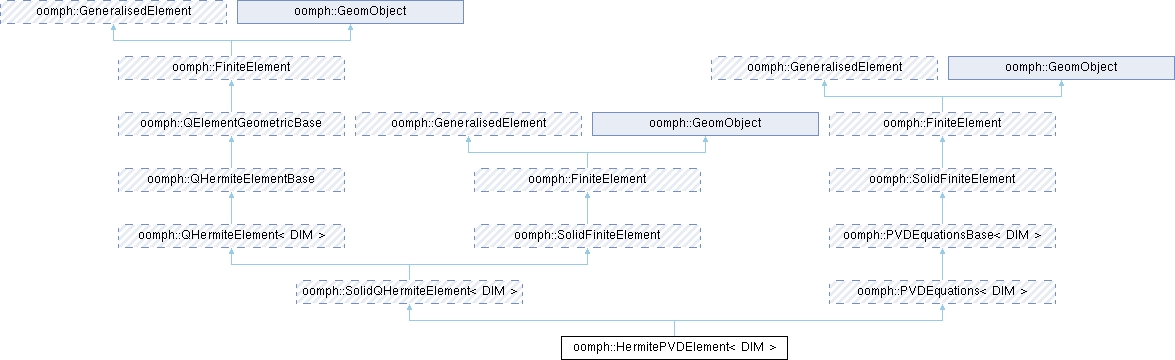 oomph::GeneralisedElement
oomph::GeomObject
oomph::FiniteElement
oomph::GeneralisedElement
oomph::GeomObject
oomph::QElementGeometricBase
oomph::GeneralisedElement
oomph::GeomObject
oomph::FiniteElement
oomph::QHermiteElementBase
oomph::FiniteElement
oomph::SolidFiniteElement
oomph::QHermiteElement< DIM >
oomph::SolidFiniteElement
oomph::PVDEquationsBase< DIM >
oomph::SolidQHermiteElement< DIM >
oomph::PVDEquations< DIM >
oomph::HermitePVDElement< DIM >